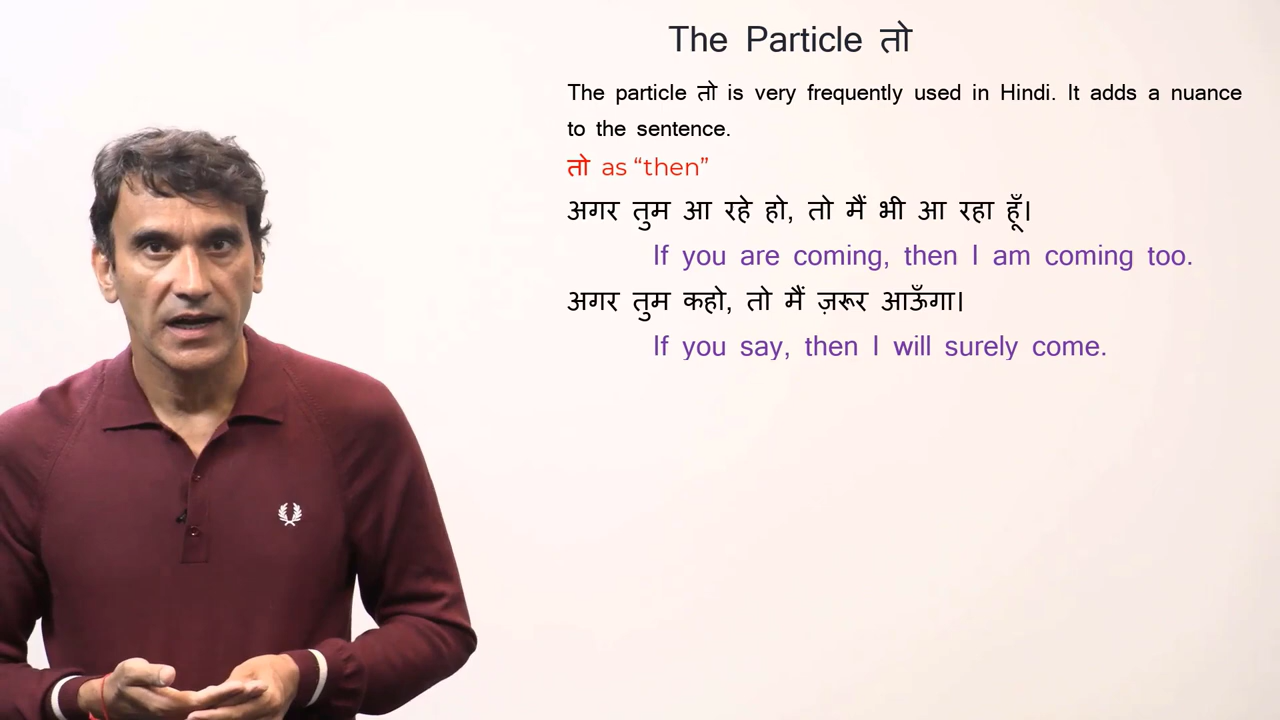 The Particle तो
The particle तो is very frequently used in Hindi. It adds a nuance
to the sentence.
तो as “then”
अगर तुम आ रहे हो, तो मैं भी आ रहा हूँ।
If you are coming, then I am coming too.
अगर तुम कहो, तो मैं ज़रूर आऊँगा।
If you say, then I will surely come.